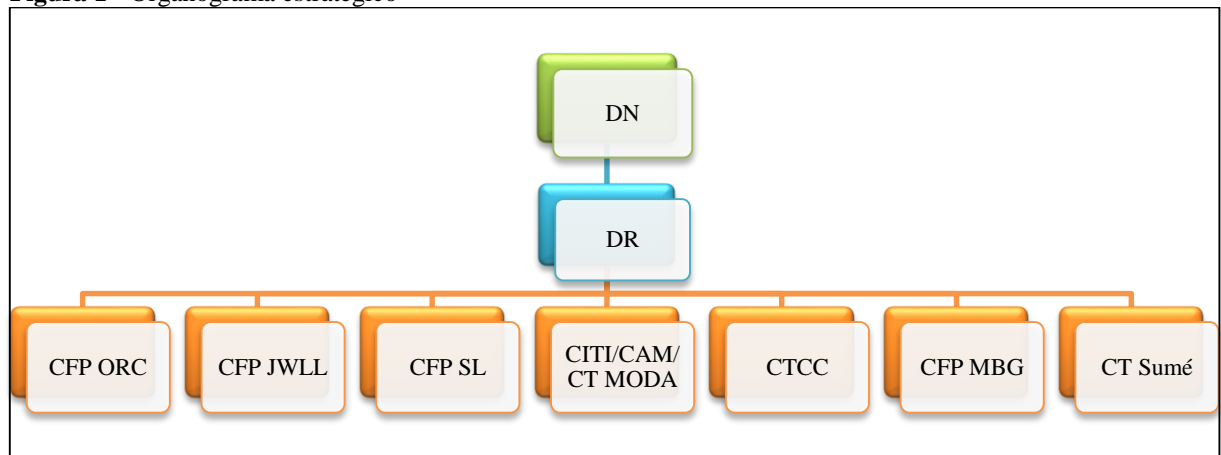 Figura 1 - Organograma estratégico
DN
DR
CFP ORC
CFP JWLL
CFP SL
CITI/CAM/
CT MODA
CTCC
CFP MBG
CT Sumé